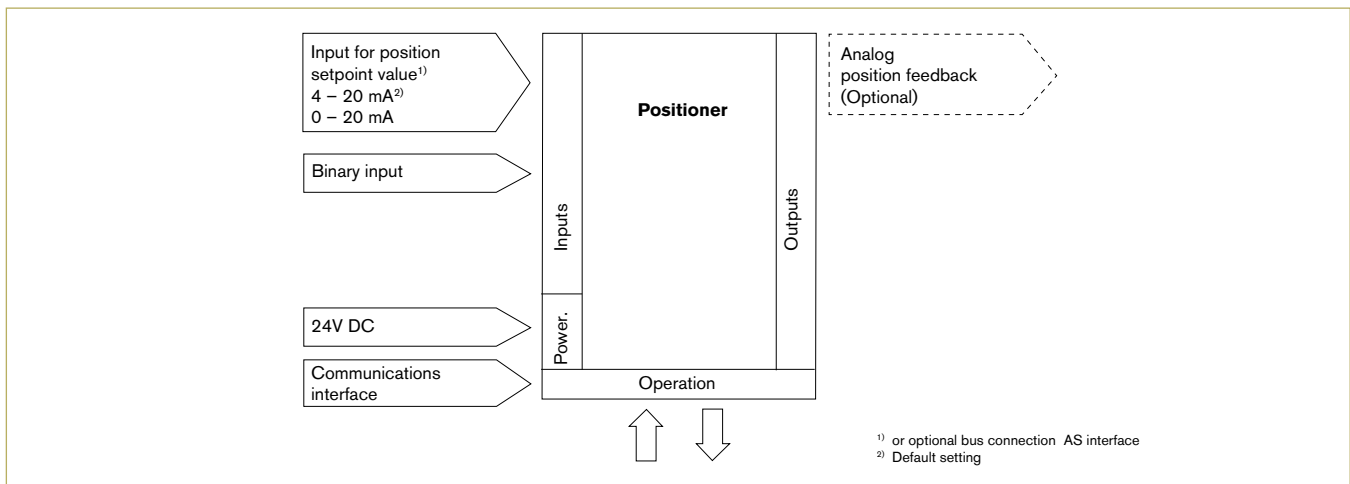 Input for position
setpoint value1)
4 – 20 mA2)
0 – 20 mA
Binary input
24V DC
Communications
interface
Inputs
Power.
Positioner
Operation
Outputs
Analog
position feedback
(Optional)
1) or optional bus connection AS interface
2) Default setting